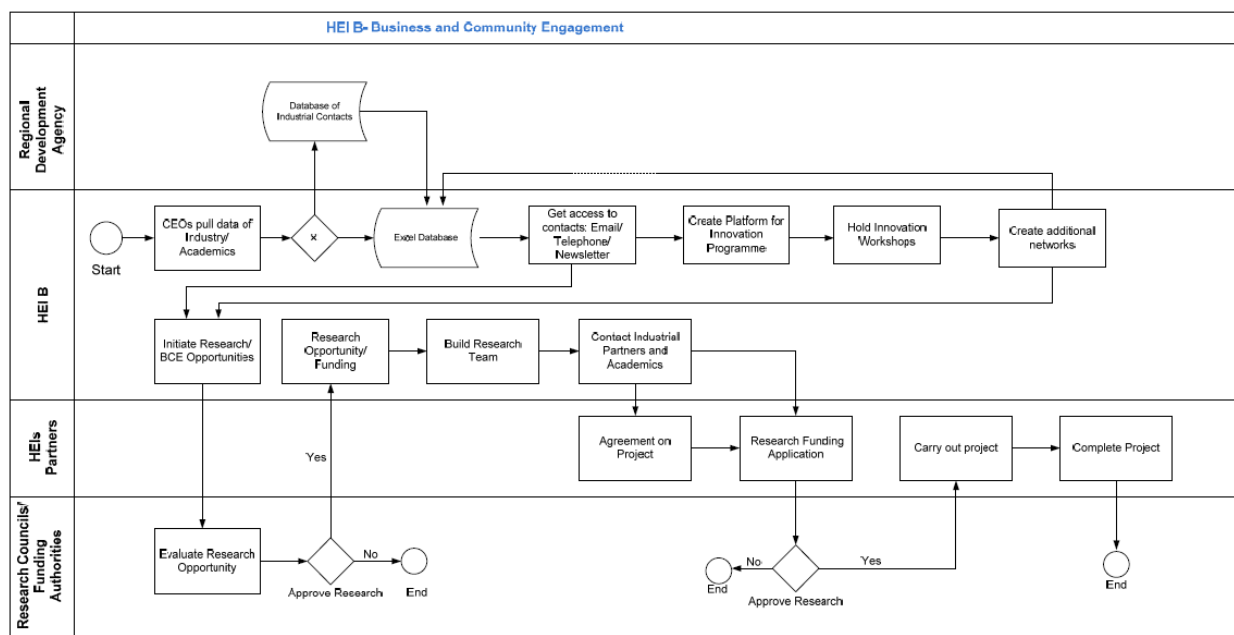 HEI B- Business and Community Engagement
Regional
Development
Agency
Database of
Industrial Contacts
HEI B
Start
CEOs pull data of
Industry/
Academics
X
Excel Database
Get access to
contacts: Email/
Telephone/
Newsletter
Create Platform for
Innovation
Programme
Hold Innovation
Workshops
Create additional
networks
Initiate Research/
BCE Opportunities
Research
Opportunity/
Funding
Build Research
Team
Contact Industrial
Partners and
Academics
HEIs
Partners
Yes
Agreement on
Project
Research Funding
Application
Carry out project
Complete Project
Research Councils/
Funding
Authorities
Evaluate Research
Opportunity
No
Approve Research
End
No
End
Yes
Approve Research
End